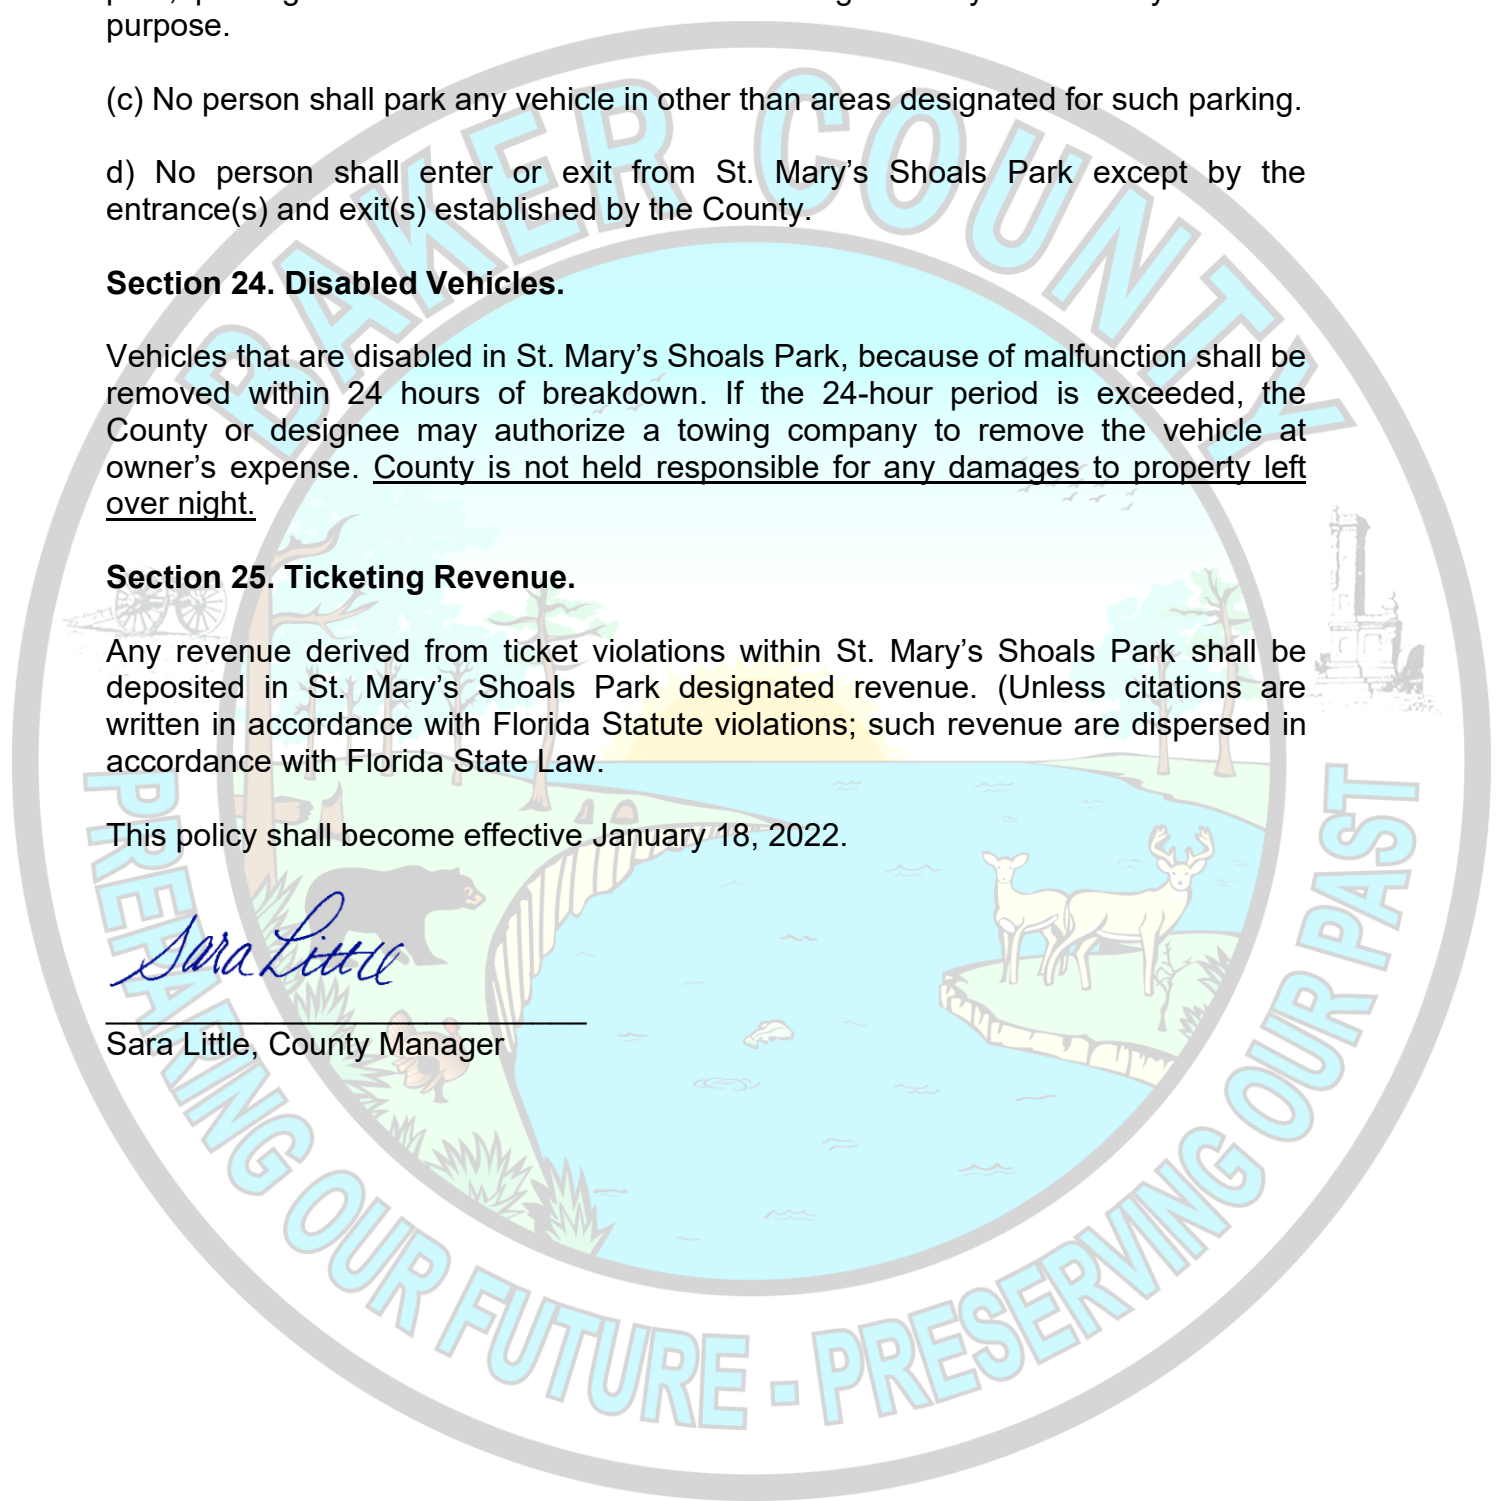 purpose.
(c) No person shall park any vehicle in other than areas designated for such parking.
d) No person shall enter or exit from St. Mary’s Shoals Park except by the
entrance(s) and exit(s) established by the County.
Section 24. Disabled Vehicles.
Vehicles that are disabled in St. Mary’s Shoals Park, because of malfunction shall be
removed within 24 hours of breakdown. If the 24-hour period is exceeded, the
County or designee may authorize a towing company to remove the vehicle at
owner’s expense. County is not held responsible for any damages to property left
over night.
Section 25. Ticketing Revenue.
Any revenue derived from ticket violations within St. Mary’s Shoals Park shall be
deposited in St. Mary’s Shoals Park designated revenue. (Unless citations are
written in accordance with Florida Statute violations; such revenue are dispersed in
accordance with Florida State Law.
This policy shall become effective January 18, 2022.
Sara Little
Sara Little, County Manager
BAKER COUNTY
PREPARING OUR FUTURE - PRESERVING OUR PAST